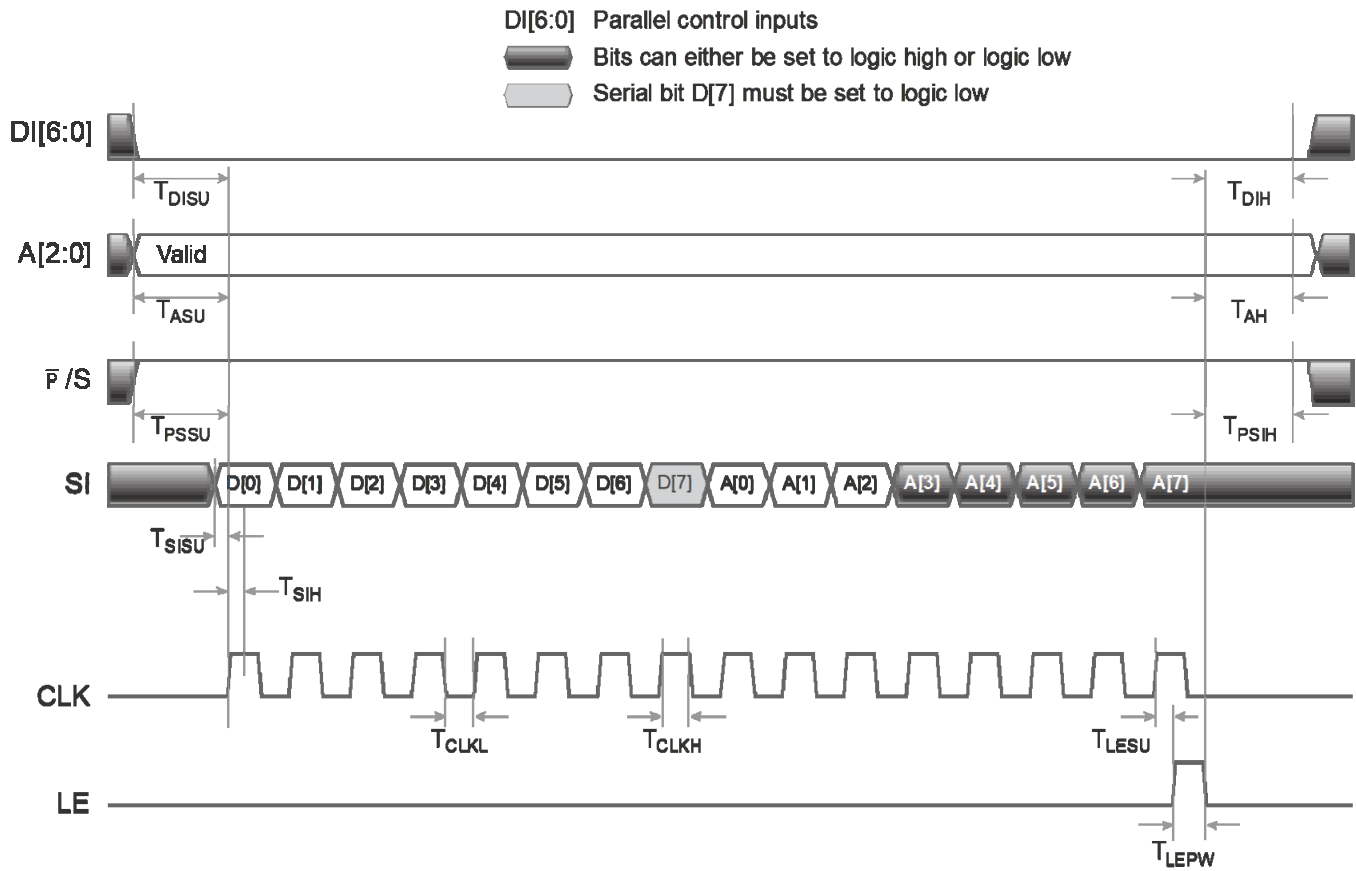 DI[6:0] Parallel control inputs
Bits can either be set to logic high or logic low
Serial bit D[7] must be set to logic low
DI[6:0]
TDISU TDIH
A[2:0] Valid
TASU TAH
P̅/S
TPSSU TPSIH
SI D[0] D[1] D[2] D[3] D[4] D[5] D[6] D[7] A[0] A[1] A[2] A[3] A[4] A[5] A[6] A[7]
TSISU
TSIH
CLK
TCLKL TCLKH TLESU
LE
TLEPW